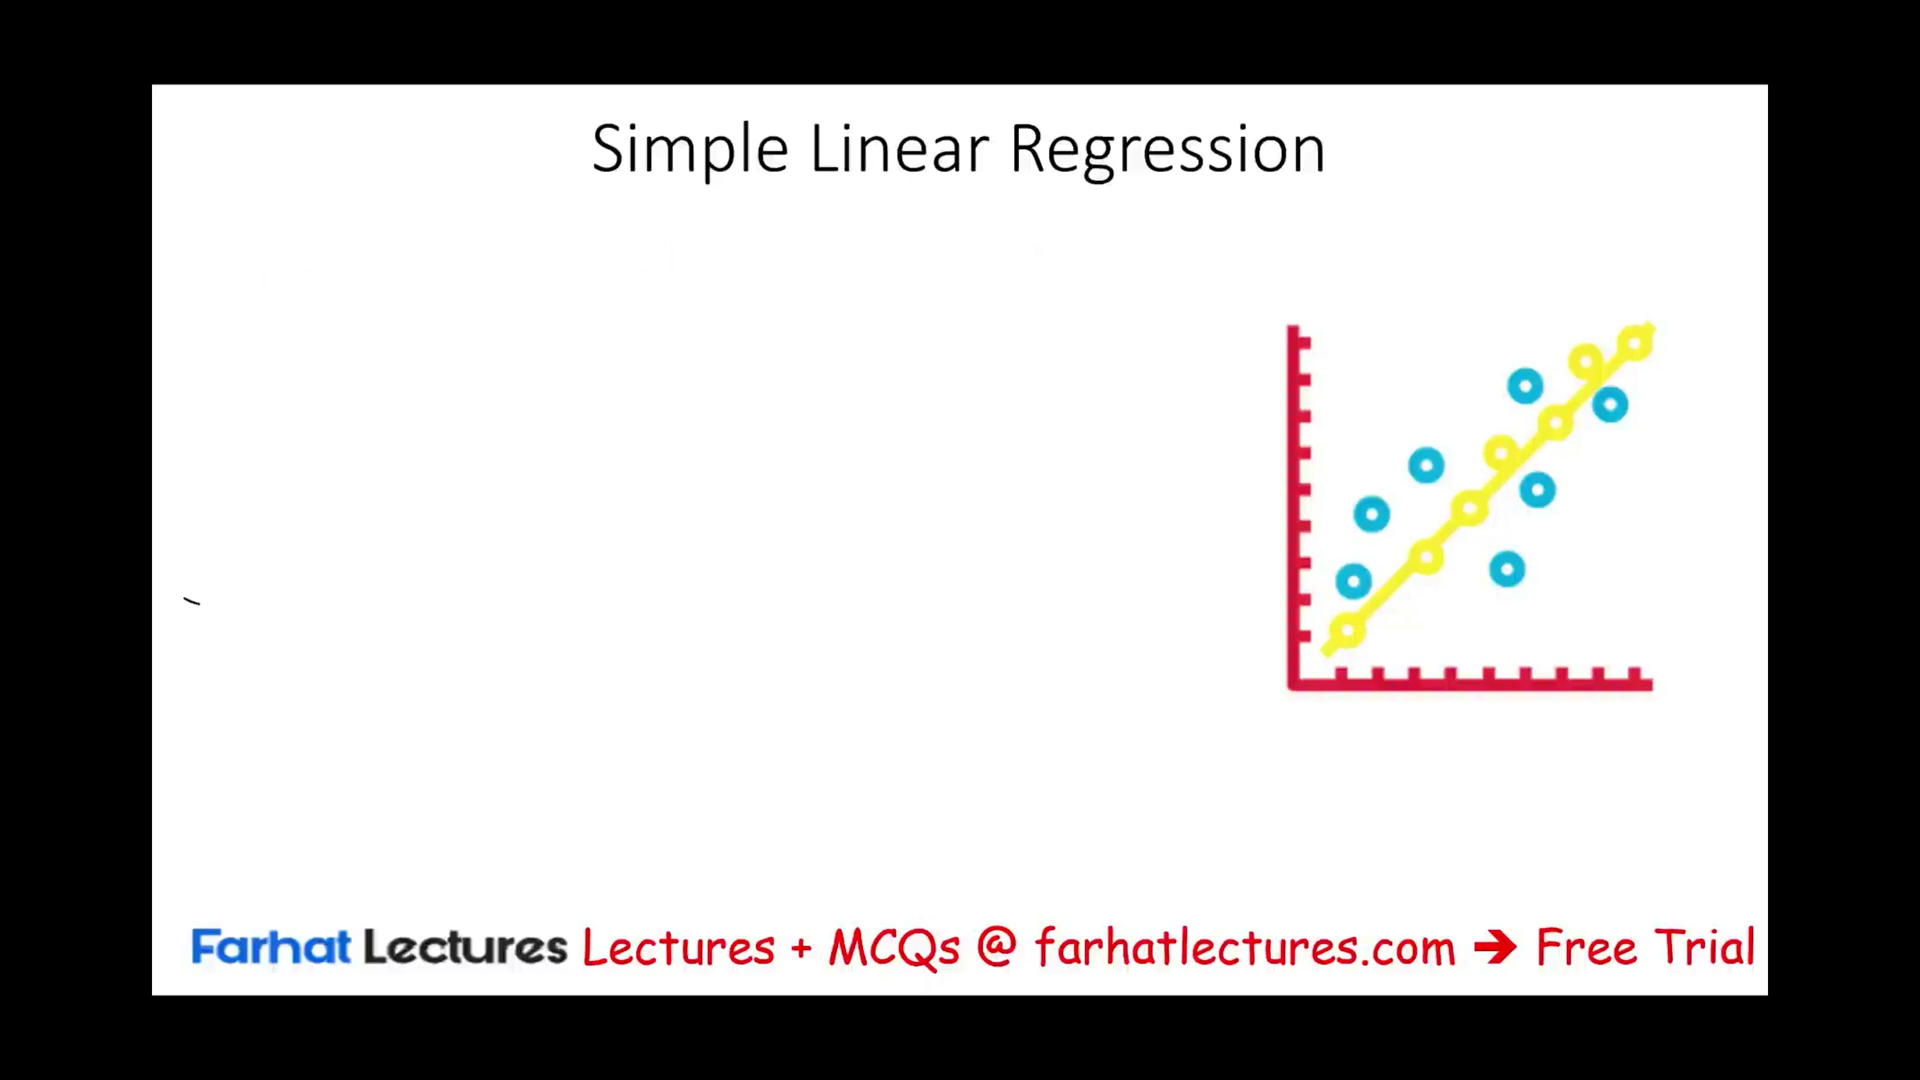 Simple Linear Regression
Farhat Lectures Lectures + MCQs @ farhatlectures.com ➔ Free Trial